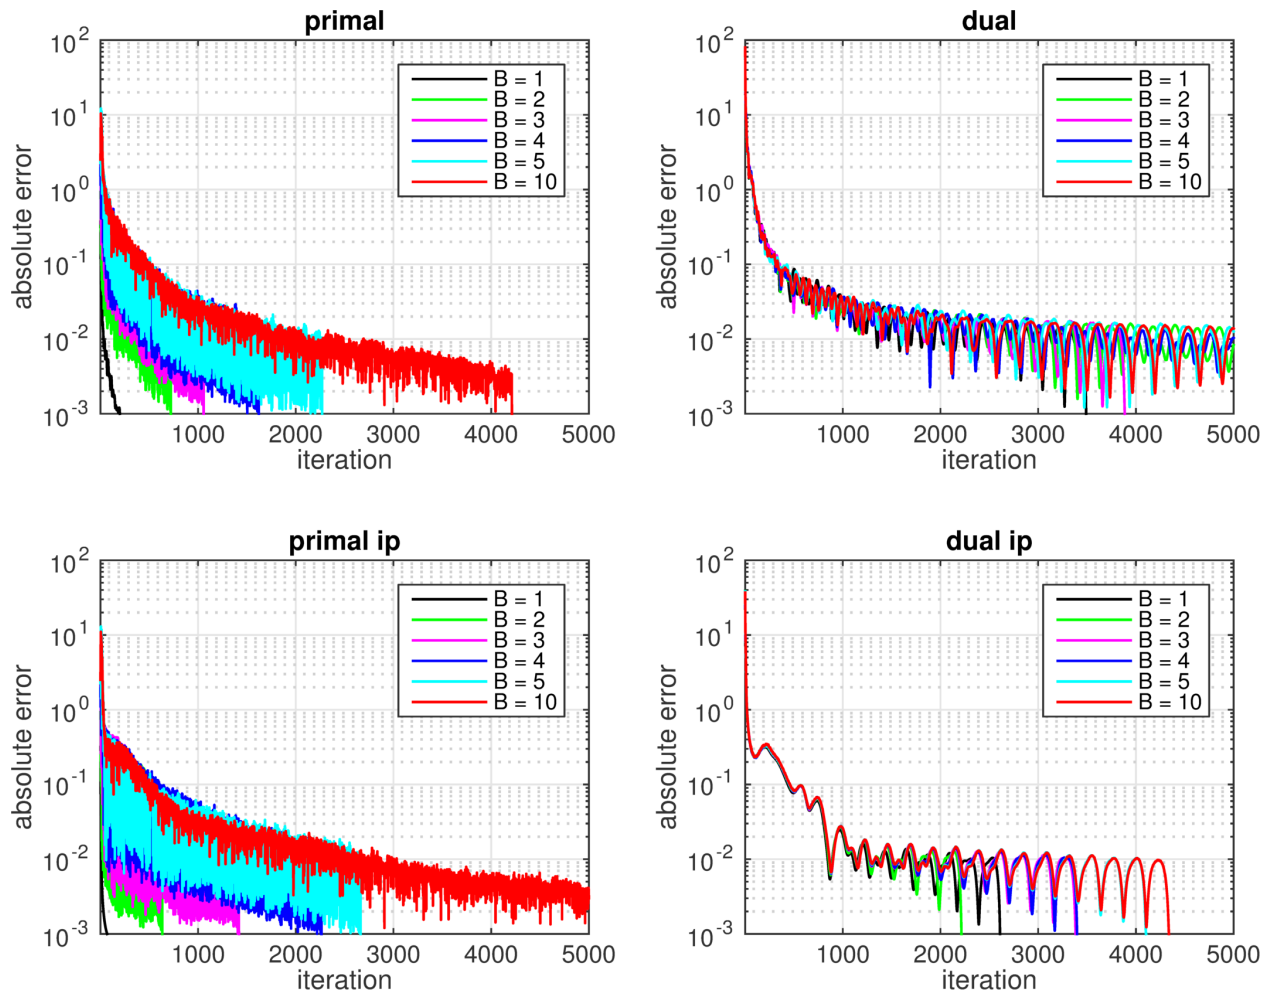 primal
10^2
10^1
10^0
10^-1
10^-2
10^-3
absolute error
B = 1
B = 2
B = 3
B = 4
B = 5
B = 10
1000 2000 3000 4000 5000
iteration
dual
10^2
10^1
10^0
10^-1
10^-2
10^-3
absolute error
B = 1
B = 2
B = 3
B = 4
B = 5
B = 10
1000 2000 3000 4000 5000
iteration
primal ip
10^2
10^1
10^0
10^-1
10^-2
10^-3
absolute error
B = 1
B = 2
B = 3
B = 4
B = 5
B = 10
1000 2000 3000 4000 5000
iteration
dual ip
10^2
10^1
10^0
10^-1
10^-2
10^-3
absolute error
B = 1
B = 2
B = 3
B = 4
B = 5
B = 10
1000 2000 3000 4000 5000
iteration